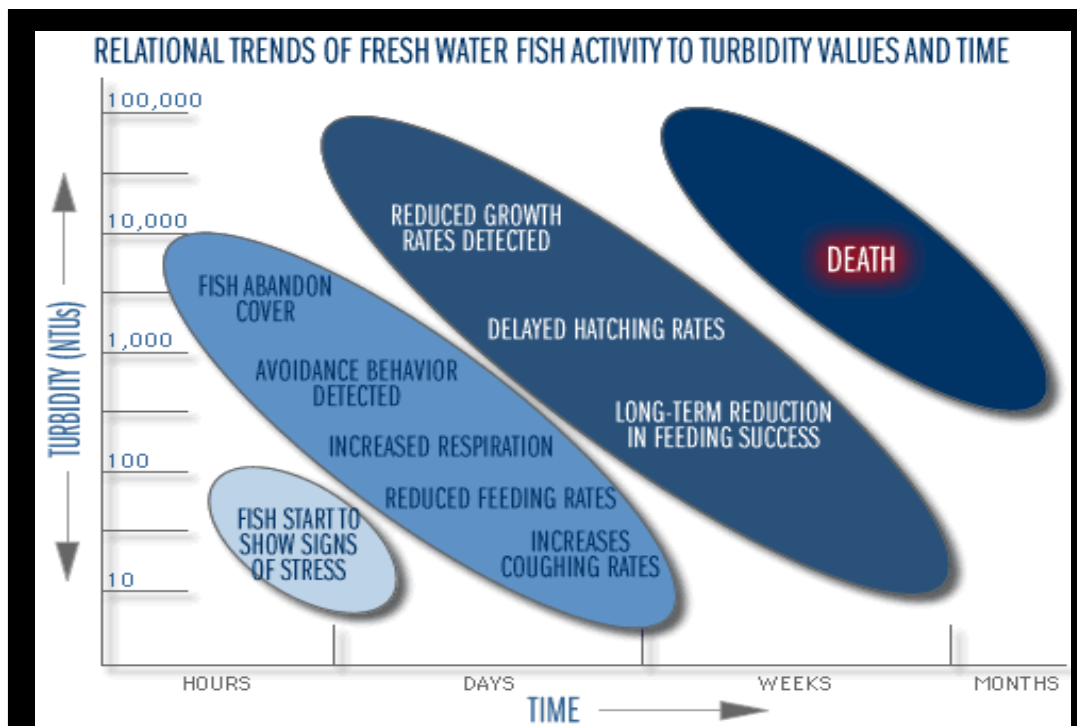 RELATIONAL TRENDS OF FRESH WATER FISH ACTIVITY TO TURBIDITY VALUES AND TIME
TURBIDITY (NTUs)
100,000
10,000
1,000
100
10
FISH START TO
SHOW SIGNS
OF STRESS
FISH ABANDON
COVER
AVOIDANCE BEHAVIOR
DETECTED
INCREASED RESPIRATION
REDUCED FEEDING RATES
INCREASES
COUGHING RATES
REDUCED GROWTH
RATES DETECTED
DELAYED HATCHING RATES
LONG-TERM REDUCTION
IN FEEDING SUCCESS
DEATH
HOURS
DAYS
WEEKS
MONTHS
TIME